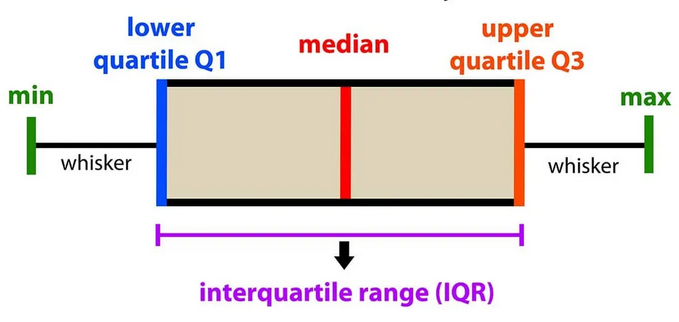 lower
quartile Q1
median
upper
quartile Q3
min
max
whisker
whisker
interquartile range (IQR)